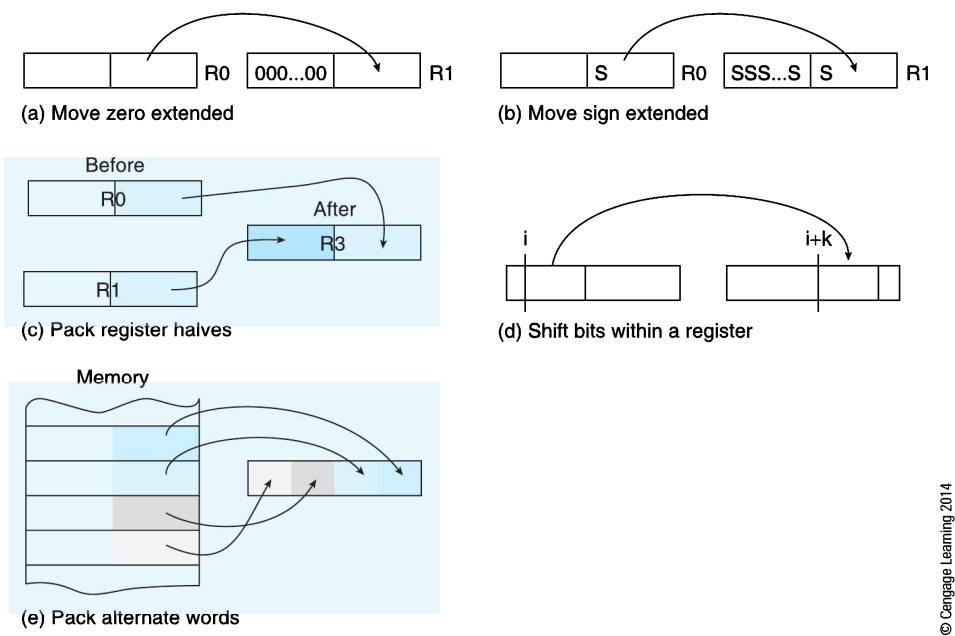 000...00
R0
R1
(a) Move zero extended
S
SSS...S
S
R0
R1
(b) Move sign extended
Before
R0
After
R3
R1
(c) Pack register halves
i
i+k
(d) Shift bits within a register
Memory
(e) Pack alternate words
© Cengage Learning 2014